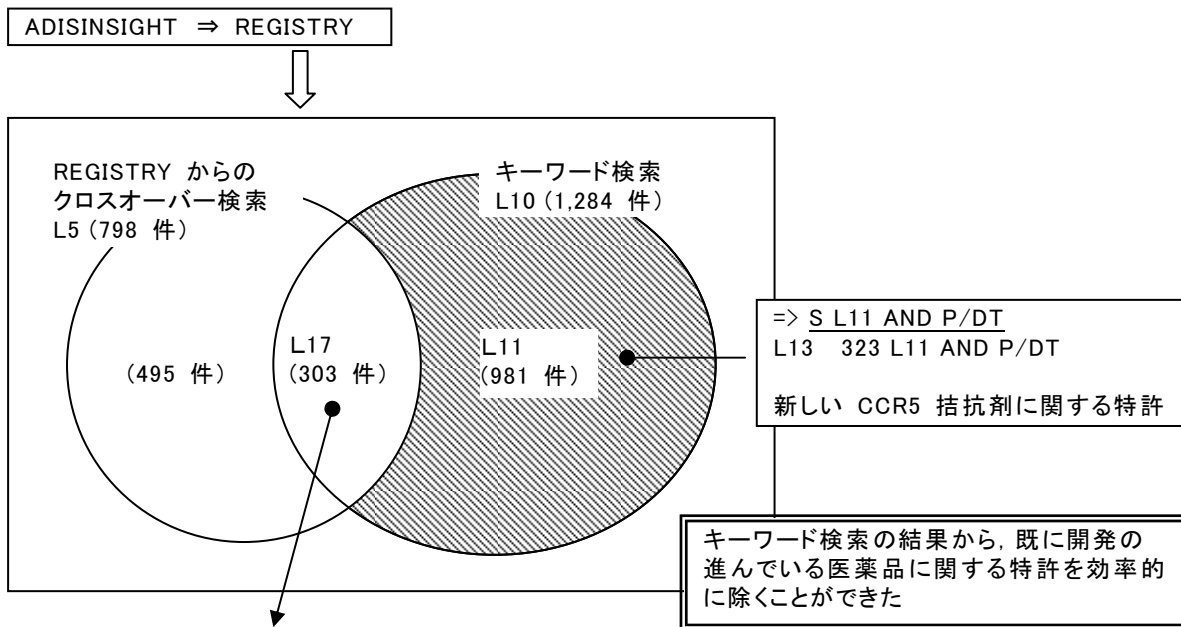 ADISINSIGHT ⇒ REGISTRY
REGISTRY からの
クロスオーバー検索
L5 (798 件)
キーワード検索
L10 (1,284 件)
(495 件)
L17
(303 件)
L11
(981 件)
=> S L11 AND P/DT
L13 323 L11 AND P/DT
新しい CCR5 拮抗剤に関する特許
キーワード検索の結果から, 既に開発の
進んでいる医薬品に関する特許を効率的
に除くことができた